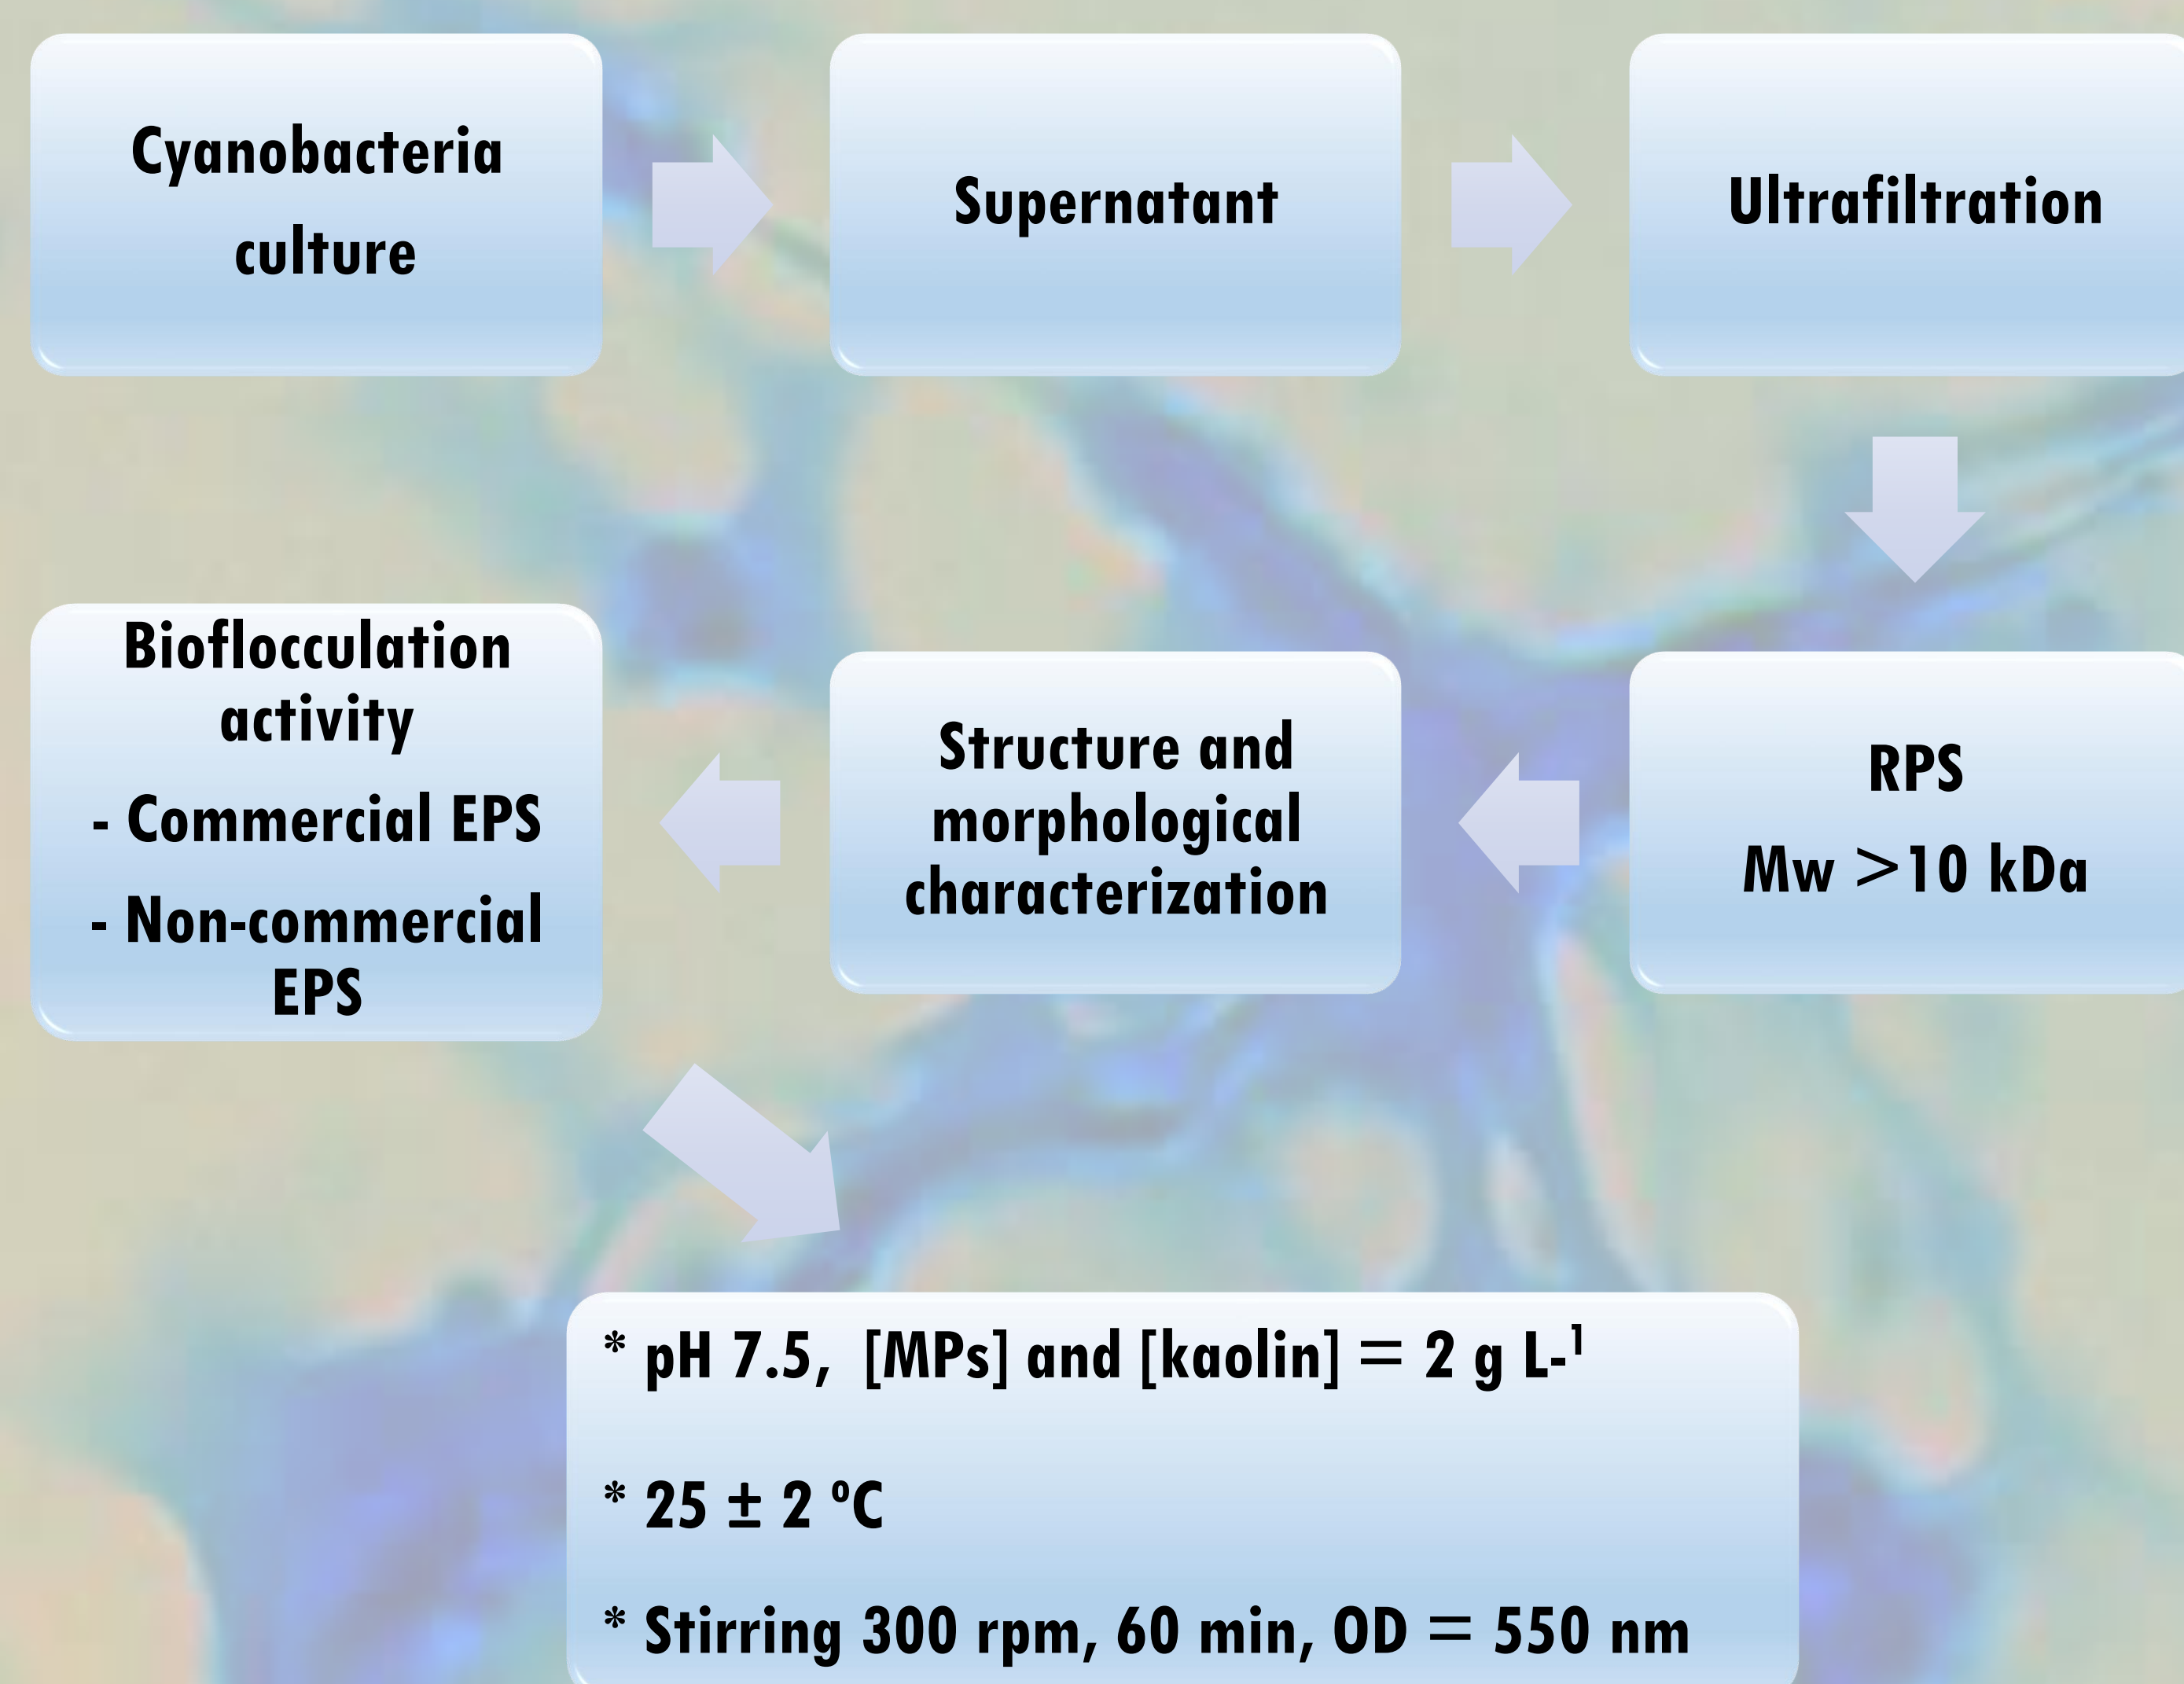 Cyanobacteria
culture
Supernatant
Ultrafiltration
RPS
Mw >10 kDa
Structure and
morphological
characterization
Bioflocculation
activity
- Commercial EPS
- Non-commercial
EPS
* pH 7.5, [MPs] and [kaolin] = 2 g L-¹
* 25 ± 2 ºC
* Stirring 300 rpm, 60 min, OD = 550 nm